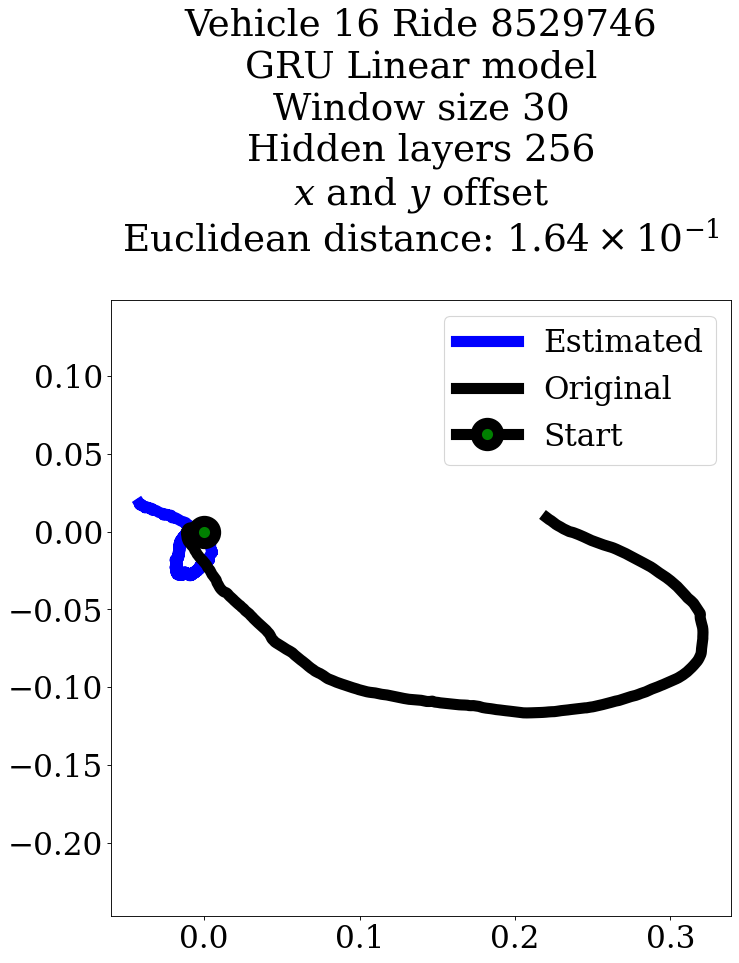 Vehicle 16 Ride 8529746
GRU Linear model
Window size 30
Hidden layers 256
x and y offset
Euclidean distance: 1.64 × 10⁻¹
Estimated
Original
Start
0.10
0.05
0.00
−0.05
−0.10
−0.15
−0.20
0.0 0.1 0.2 0.3